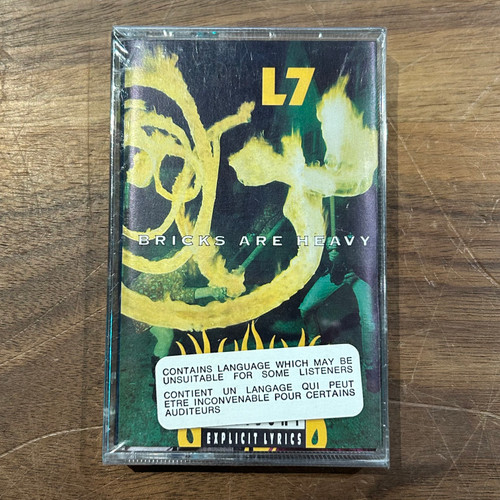 L7
BRICKS ARE HEAVY
CONTAINS LANGUAGE WHICH MAY BE
UNSUITABLE FOR SOME LISTENERS
CONTIENT UN LANGAGE QUI PEUT
ETRE INCONVENABLE POUR CERTAINS
AUDITEURS
EXPLICIT LYRICS